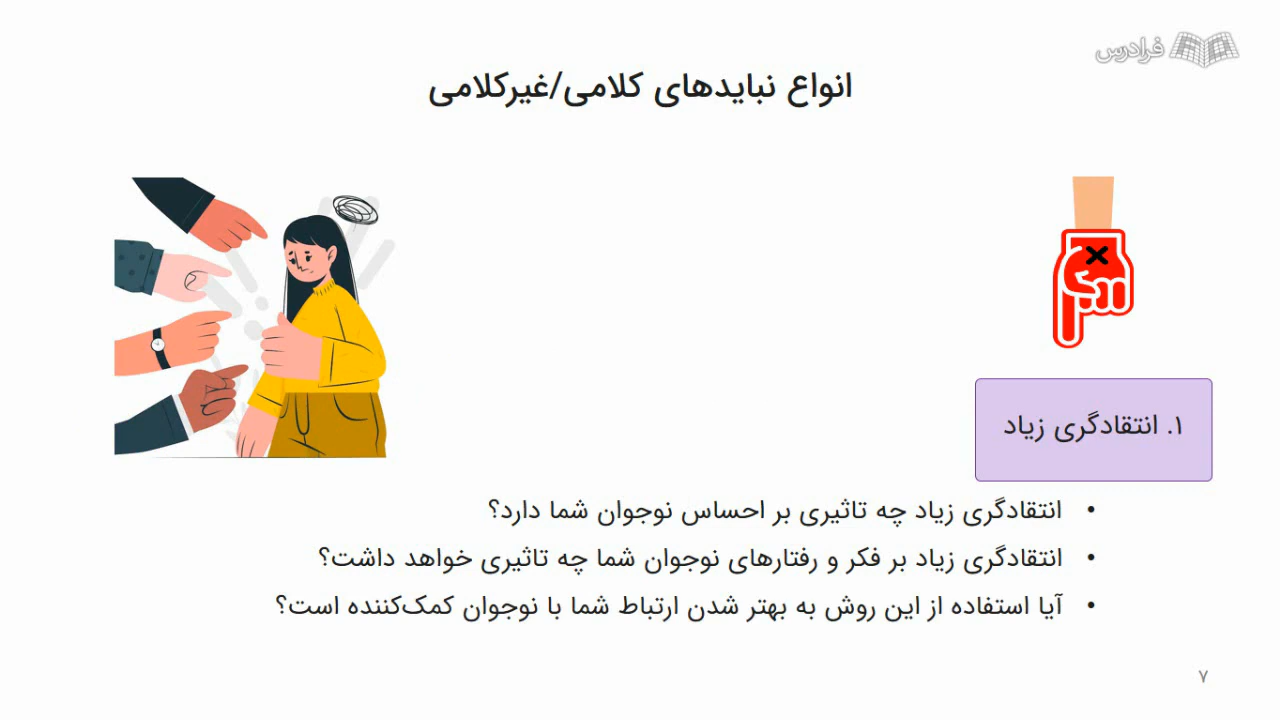 فرادرس
انواع نبایدهای کلامی/غیرکلامی
۱. انتقادگری زیاد
• انتقادگری زیاد چه تاثیری بر احساس نوجوان شما دارد؟
• انتقادگری زیاد بر فکر و رفتارهای نوجوان شما چه تاثیری خواهد داشت؟
• آیا استفاده از این روش به بهتر شدن ارتباط شما با نوجوان کمک‌کننده است؟
۷